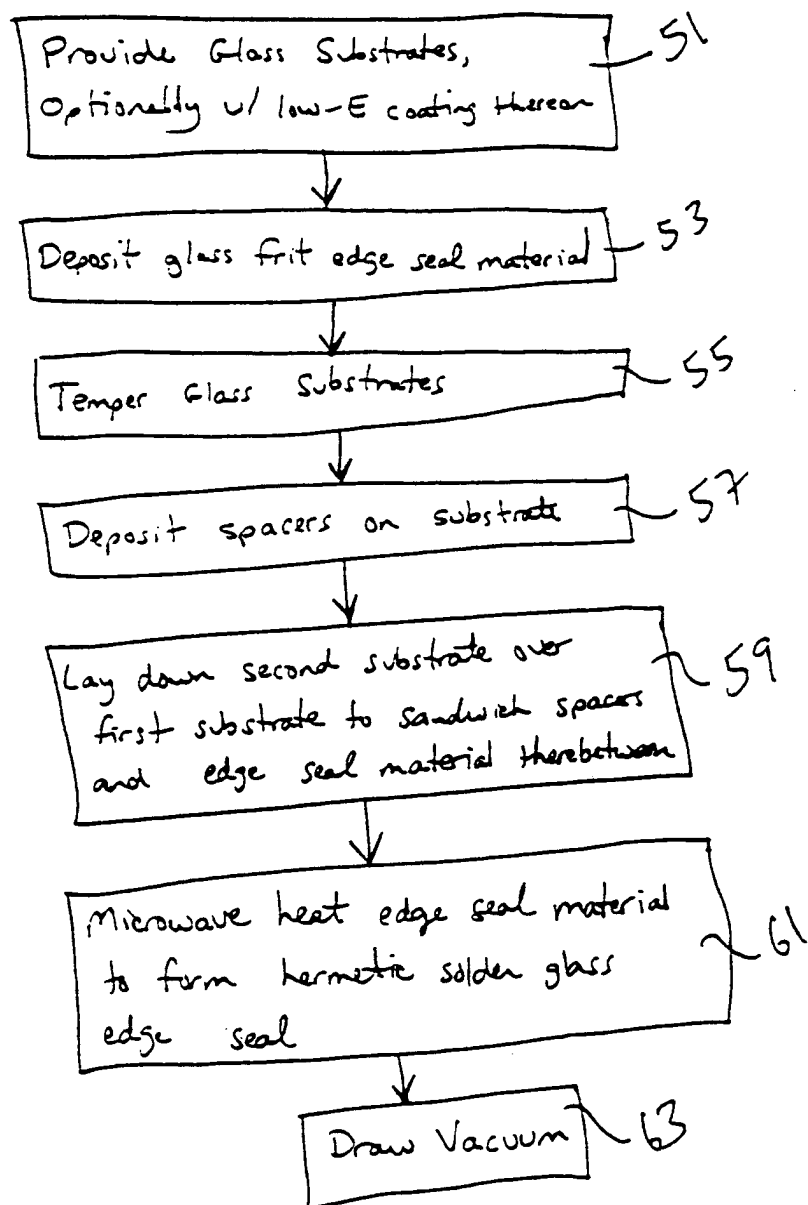 Provide Glass Substrates,
Optionally w/ low-E coating thereon
51
Deposit glass frit edge seal material
53
Temper Glass Substrates
55
Deposit spacers on substrate
57
Lay down second substrate over
first substrate to sandwich spacers
and edge seal material therebetween
59
Microwave heat edge seal material
to form hermetic solder glass
edge seal
61
Draw Vacuum
63